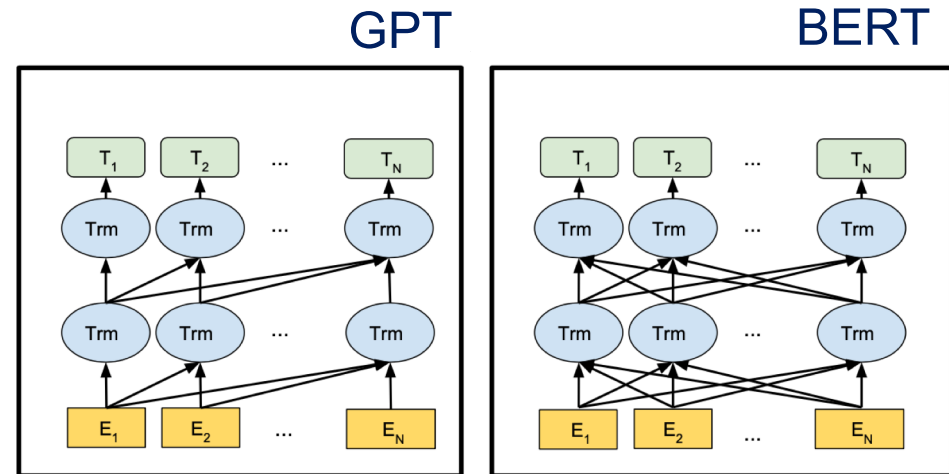 GPT BERT
T1 T2 ... TN T1 T2 ... TN
Trm Trm ... Trm Trm Trm ... Trm
Trm Trm ... Trm Trm Trm ... Trm
E1 E2 ... EN E1 E2 ... EN